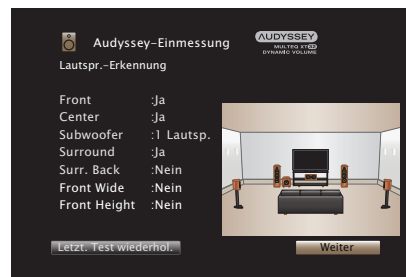 Audyssey-Einmessung
AUDYSSEY
MULTEQ XT32
DYNAMIC VOLUME
Lautspr.-Erkennung
Front :Ja
Center :Ja
Subwoofer :1 Lautsp.
Surround :Ja
Surr. Back :Nein
Front Wide :Nein
Front Height :Nein
Letzt. Test wiederhol.
Weiter